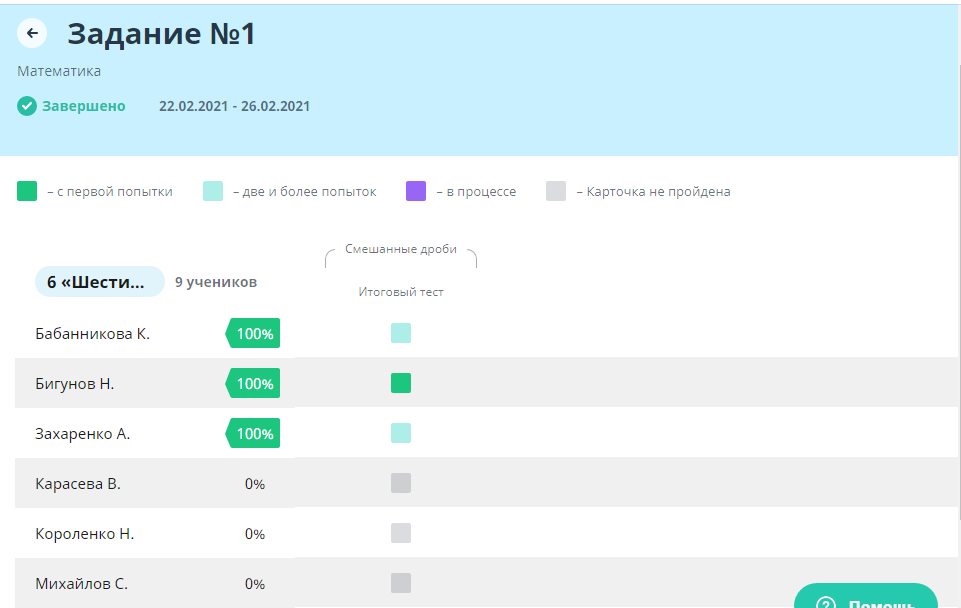 Задание №1
Математика
Завершено 22.02.2021 - 26.02.2021
– с первой попытки – две и более попыток – в процессе – Карточка не пройдена
Смешанные дроби
6 «Шести... 9 учеников
Итоговый тест
Бабанникова К. 100%
Бигунов Н. 100%
Захаренко А. 100%
Карасева В. 0%
Короленко Н. 0%
Михайлов С. 0%
Помощь